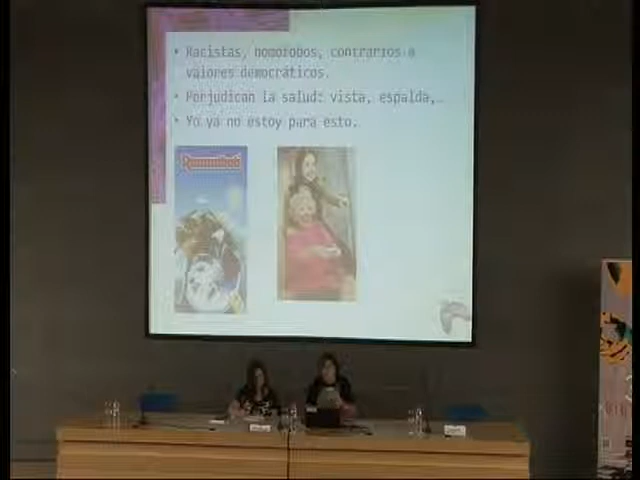 • Racistas, homófobos, contrarios a
valores democráticos.
• Perjudican la salud: vista, espalda,…
• Yo ya no estoy para esto.